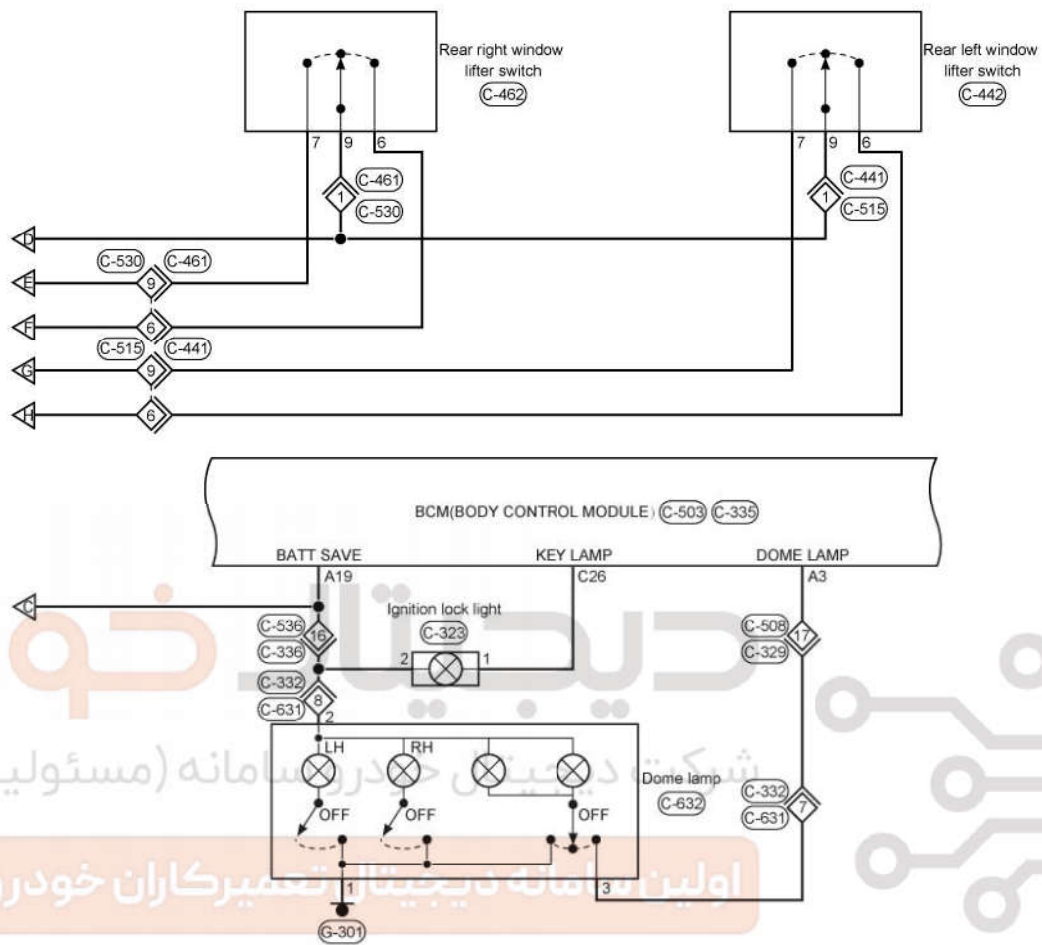 Rear right window
lifter switch
C-462
Rear left window
lifter switch
C-442
7 9 6
7 9 6
C-461
1
C-530
C-441
1
C-515
D
C-530 C-461
E 9
F 6
C-515 C-441
G 9
H 6
BCM(BODY CONTROL MODULE) C-503 C-335
BATT SAVE KEY LAMP DOME LAMP
A19 C26 A3
C
Ignition lock light
C-323
C-536
16
C-336
2 1
C-508
17
C-329
C-332
8
C-631
2
دیجیتال خودرو
LH RH
شرکت دیجیتال خودرو سامانه (مسئولی
Dome lamp
C-632
C-332
7
C-631
OFF OFF OFF
اولین سامانه دیجیتال تعمیرکاران خودرو
1 3
G-301